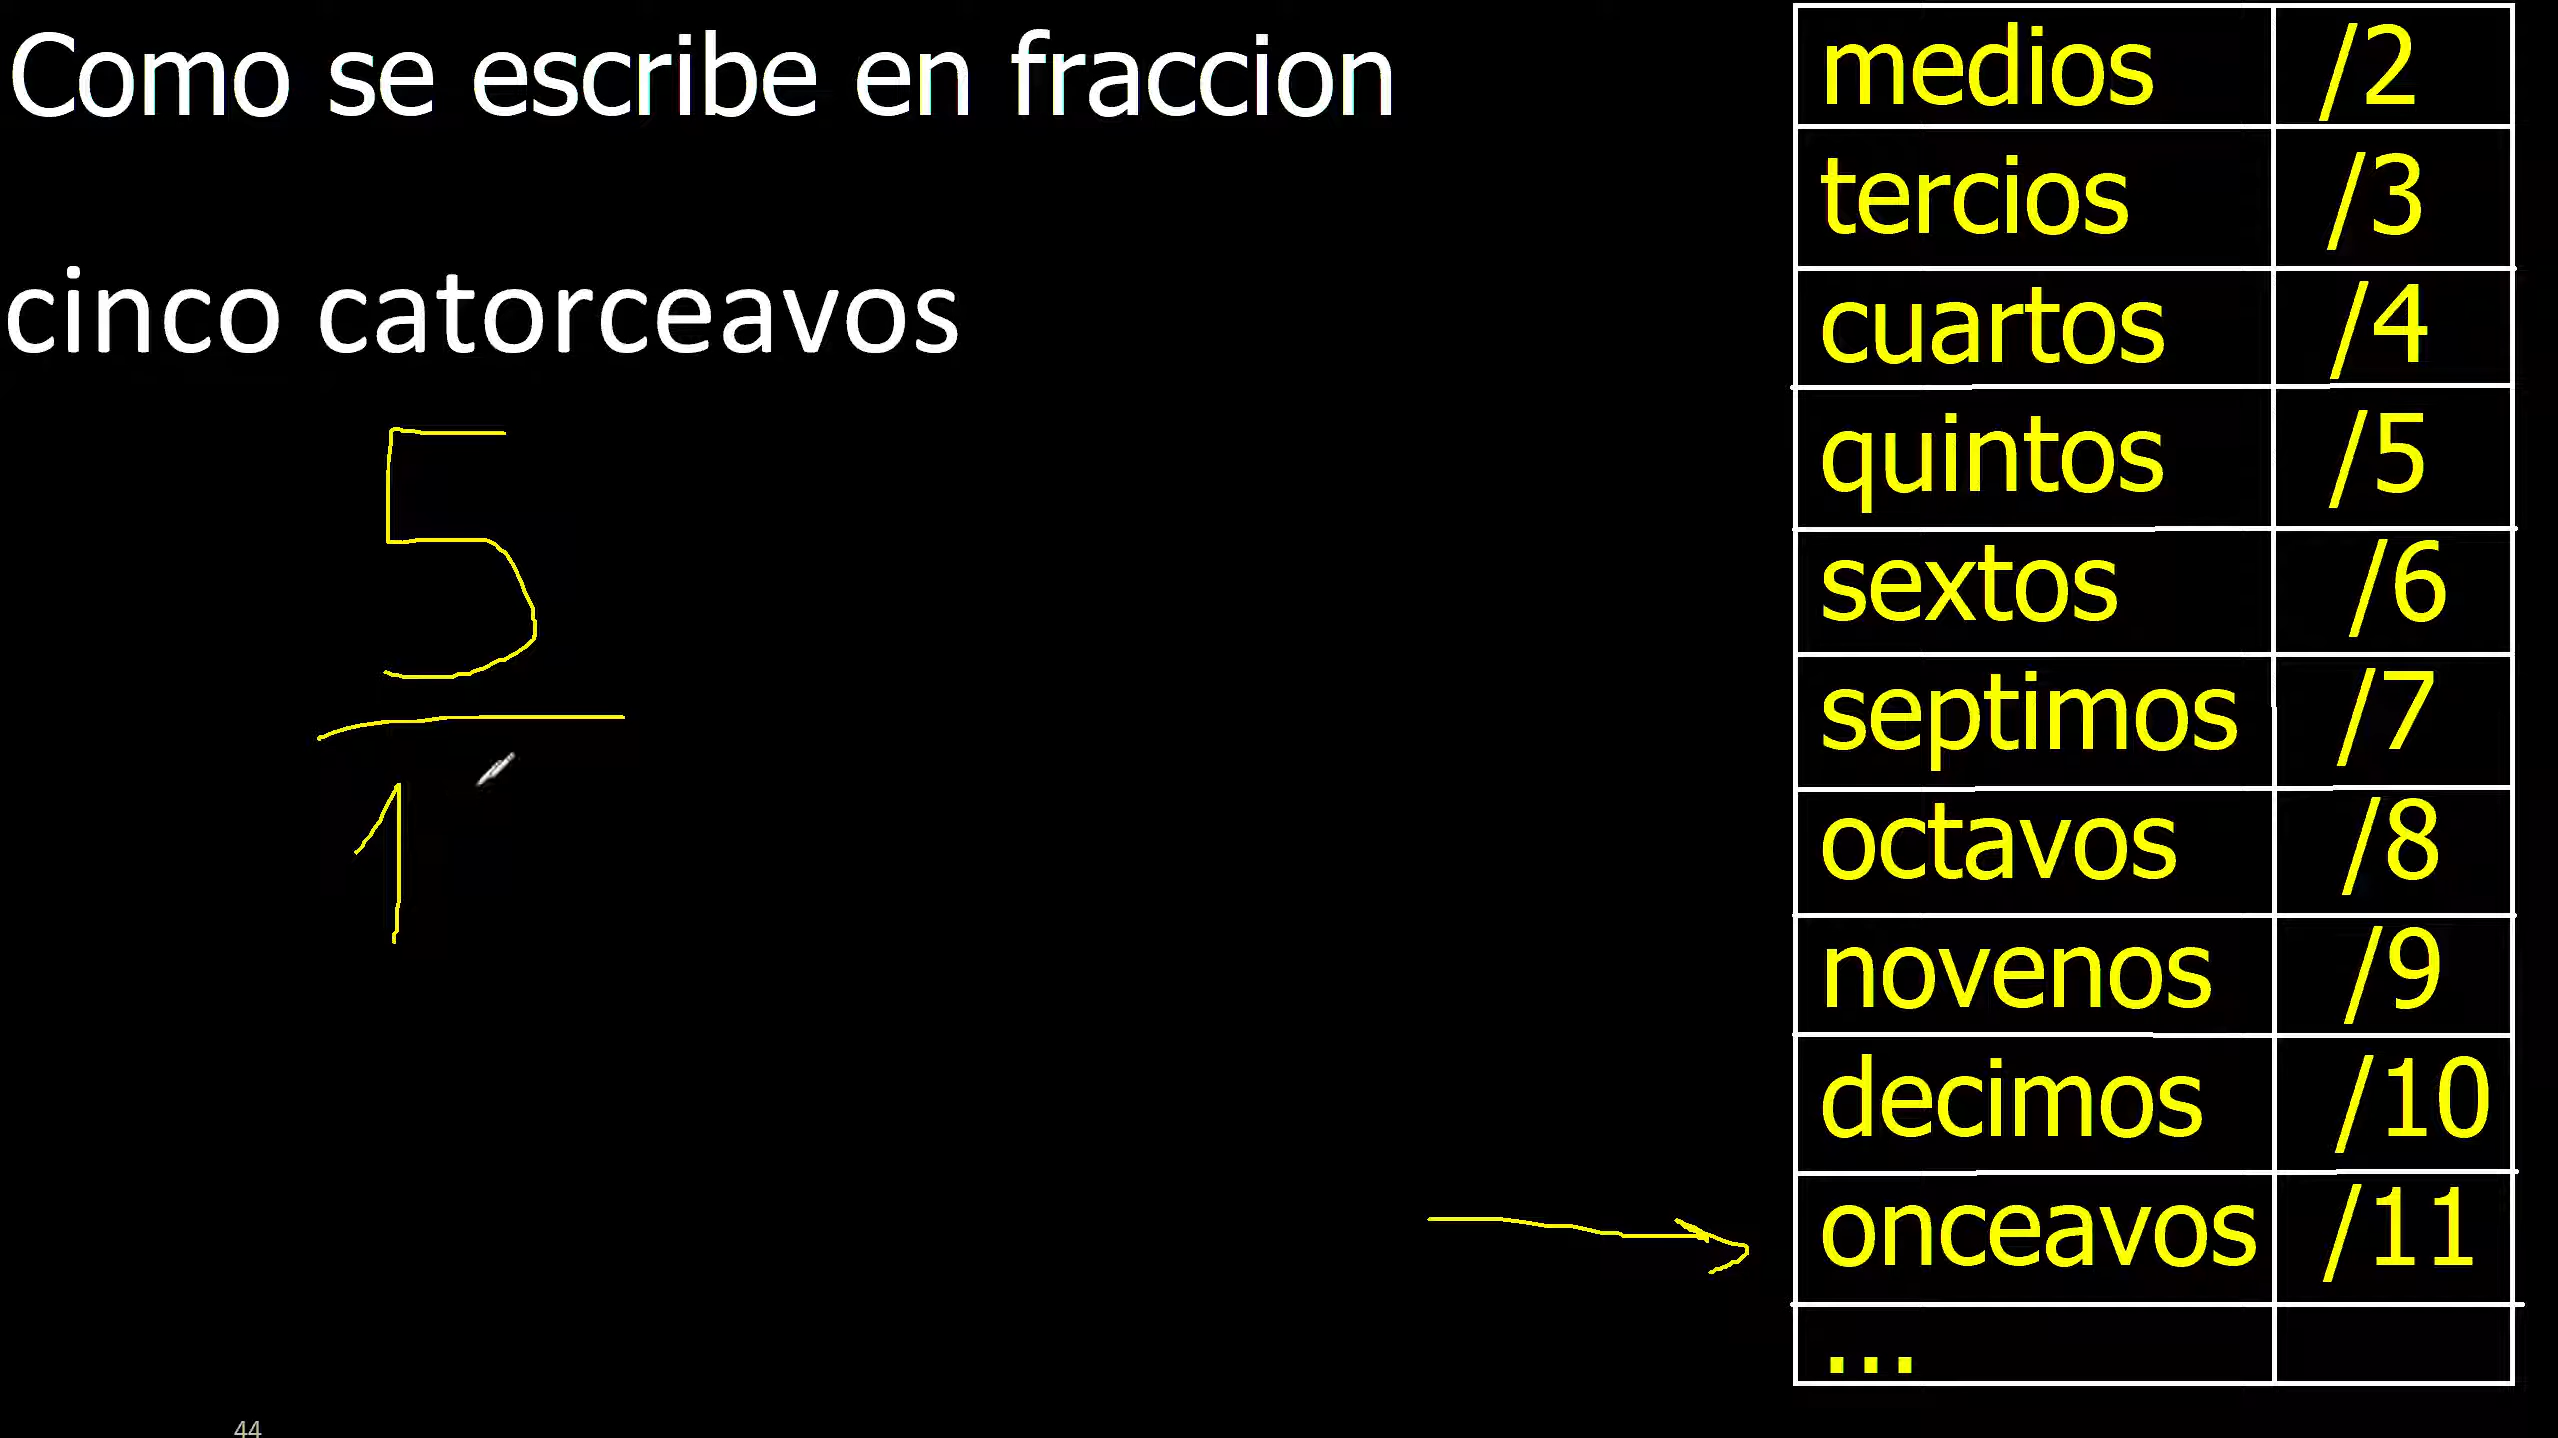 Como se escribe en fraccion
cinco catorceavos
5
1
medios /2
tercios /3
cuartos /4
quintos /5
sextos /6
septimos /7
octavos /8
novenos /9
decimos /10
onceavos /11
...
44